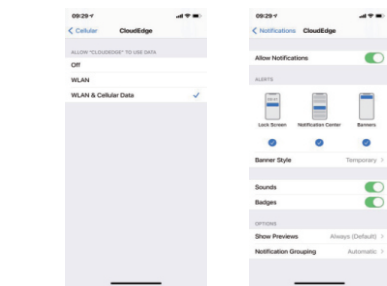 09:29
Cellular CloudEdge
ALLOW "CLOUDEDGE" TO USE DATA
Off
WLAN
WLAN & Cellular Data
09:29
Notifications CloudEdge
Allow Notifications
ALERTS
Lock Screen Notification Center Banners
Banner Style Temporary
Sounds
Badges
OPTIONS
Show Previews Always (Default)
Notification Grouping Automatic